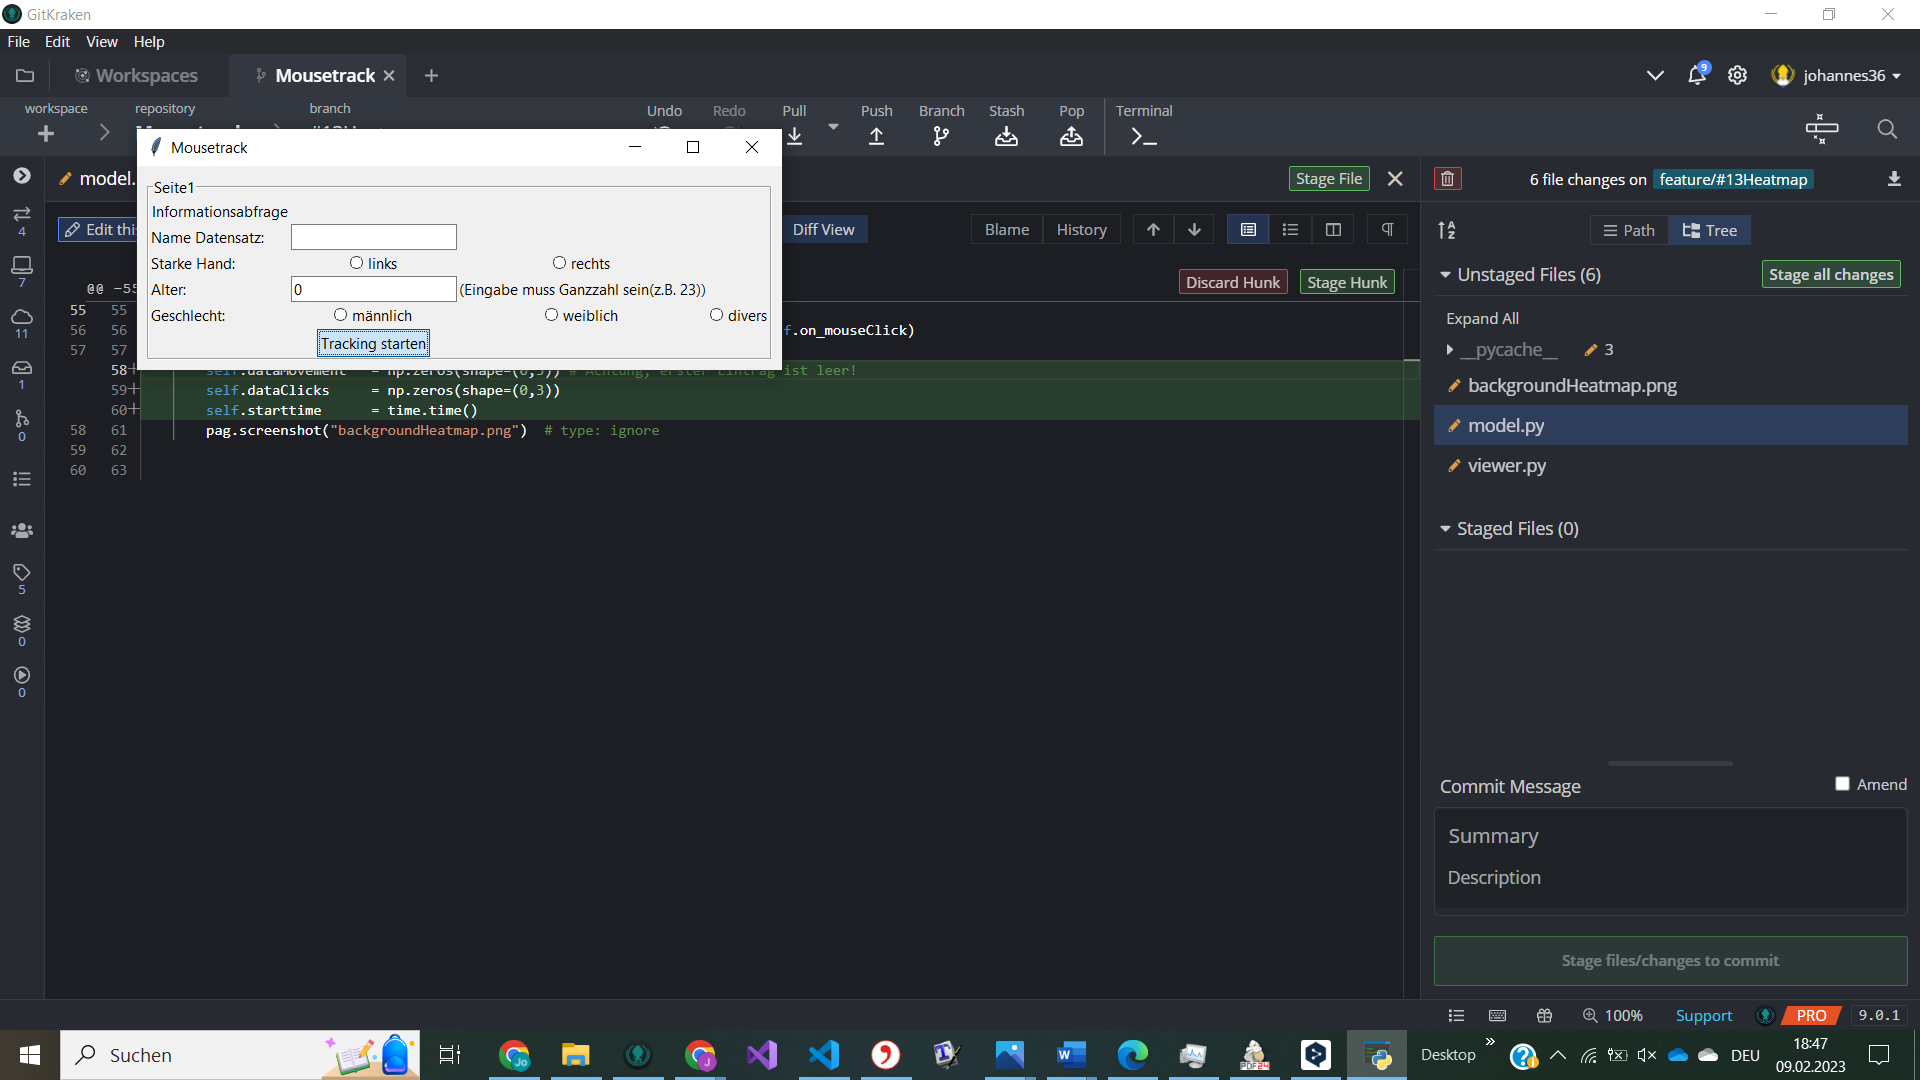 GitKraken
File Edit View Help
Workspaces Mousetrack 9 johannes36
workspace repository branch
Undo Redo Pull Push Branch Stash Pop Terminal
Mousetrack
model. Stage File
6 file changes on feature/#13Heatmap
Seite1
Informationsabfrage
Name Datensatz:
Starke Hand: links rechts
Alter: 0 (Eingabe muss Ganzzahl sein(z.B. 23))
Geschlecht: männlich weiblich divers
Tracking starten
Edit thi Diff View Blame History
Path Tree
Unstaged Files (6) Stage all changes
@@ -55 Discard Hunk Stage Hunk
Expand All
__pycache__ 3
backgroundHeatmap.png
model.py
viewer.py
Staged Files (0)
55 55
56 56 f.on_mouseClick)
57 57
58 + self.dataMovement = np.zeros(shape=(0,3)) # Achtung, erster Eintrag ist leer!
59 + self.dataClicks = np.zeros(shape=(0,3))
60 + self.starttime = time.time()
58 61 pag.screenshot("backgroundHeatmap.png") # type: ignore
59 62
60 63
4
7
11
1
0
5
0
0
Commit Message Amend
Summary
Description
Stage files/changes to commit
100% Support PRO 9.0.1
Suchen
Desktop » DEU 18:47
09.02.2023